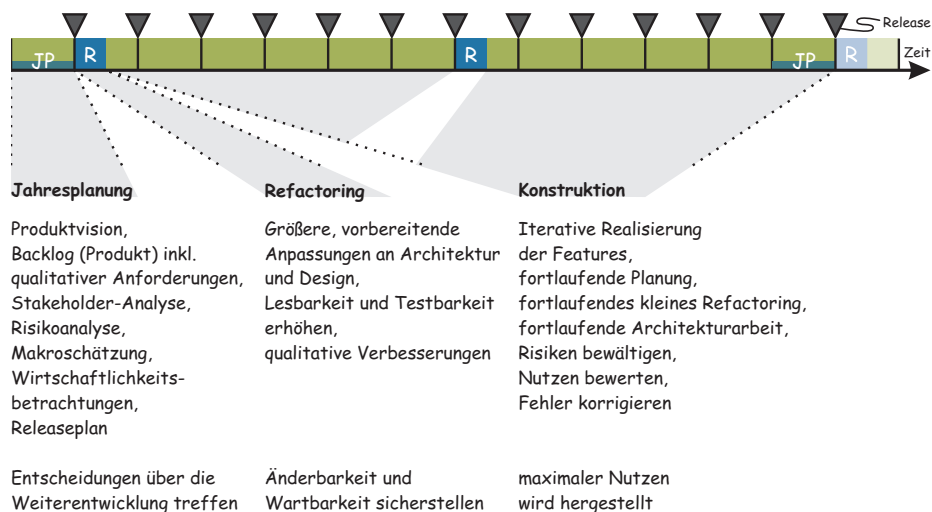 Release
JP R R JP R Zeit
Jahresplanung
Produktvision,
Backlog (Produkt) inkl.
qualitativer Anforderungen,
Stakeholder-Analyse,
Risikoanalyse,
Makroschätzung,
Wirtschaftlichkeits-
betrachtungen,
Releaseplan
Entscheidungen über die
Weiterentwicklung treffen
Refactoring
Größere, vorbereitende
Anpassungen an Architektur
und Design,
Lesbarkeit und Testbarkeit
erhöhen,
qualitative Verbesserungen
Änderbarkeit und
Wartbarkeit sicherstellen
Konstruktion
Iterative Realisierung
der Features,
fortlaufende Planung,
fortlaufendes kleines Refactoring,
fortlaufende Architekturarbeit,
Risiken bewältigen,
Nutzen bewerten,
Fehler korrigieren
maximaler Nutzen
wird hergestellt